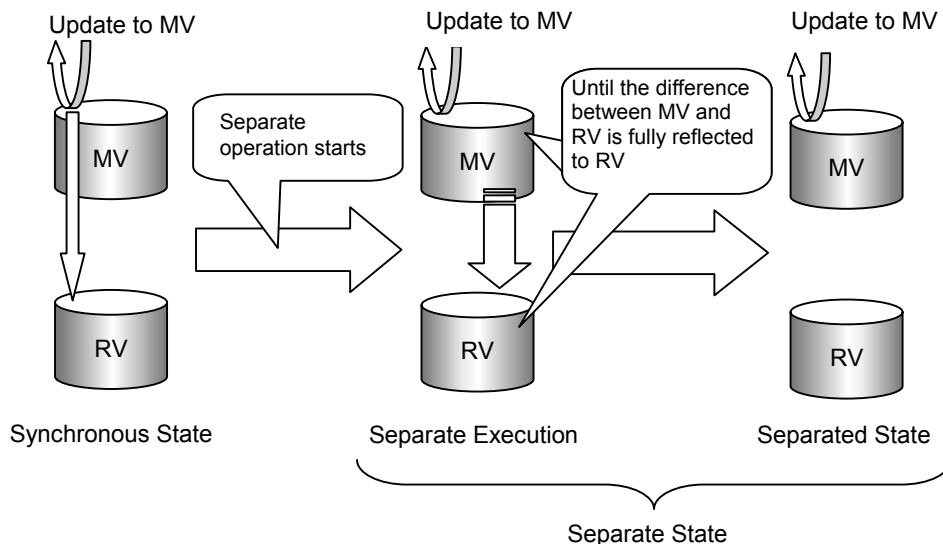 Update to MV
Update to MV
Update to MV
Separate
operation starts
Until the difference
between MV and
RV is fully reflected
to RV
MV
MV
MV
RV
RV
RV
Synchronous State
Separate Execution
Separated State
Separate State